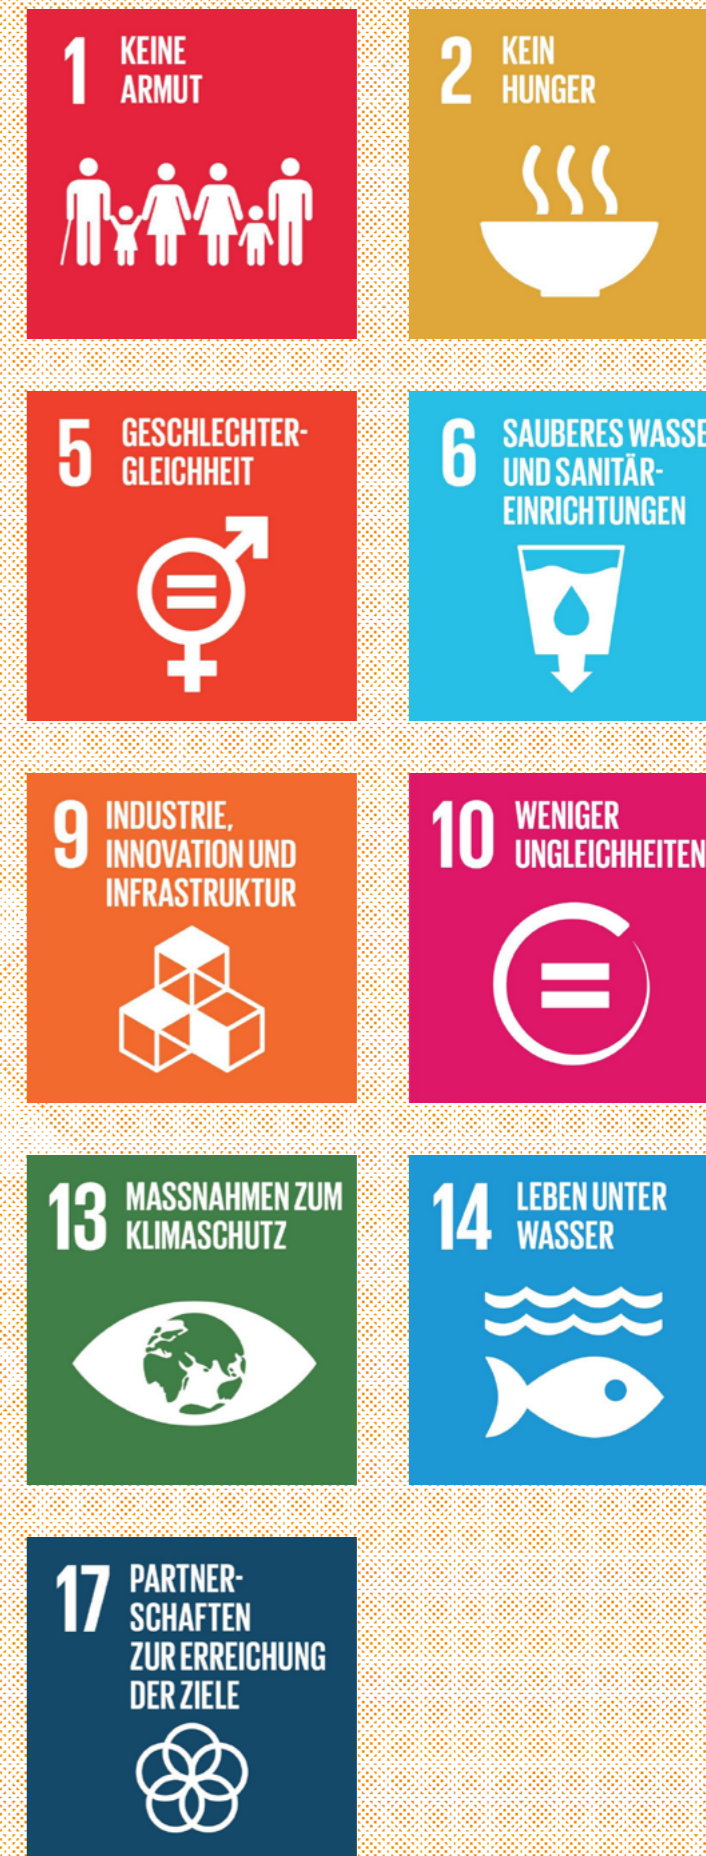 1 KEINE
ARMUT
2 KEIN
HUNGER
5 GESCHLECHTER-
GLEICHHEIT
6 SAUBERES WASSE
UND SANITÄR-
EINRICHTUNGEN
9 INDUSTRIE,
INNOVATION UND
INFRASTRUKTUR
10 WENIGER
UNGLEICHHEITEN
13 MASSNAHMEN ZUM
KLIMASCHUTZ
14 LEBEN UNTER
WASSER
17 PARTNER-
SCHAFTEN
ZUR ERREICHUNG
DER ZIELE